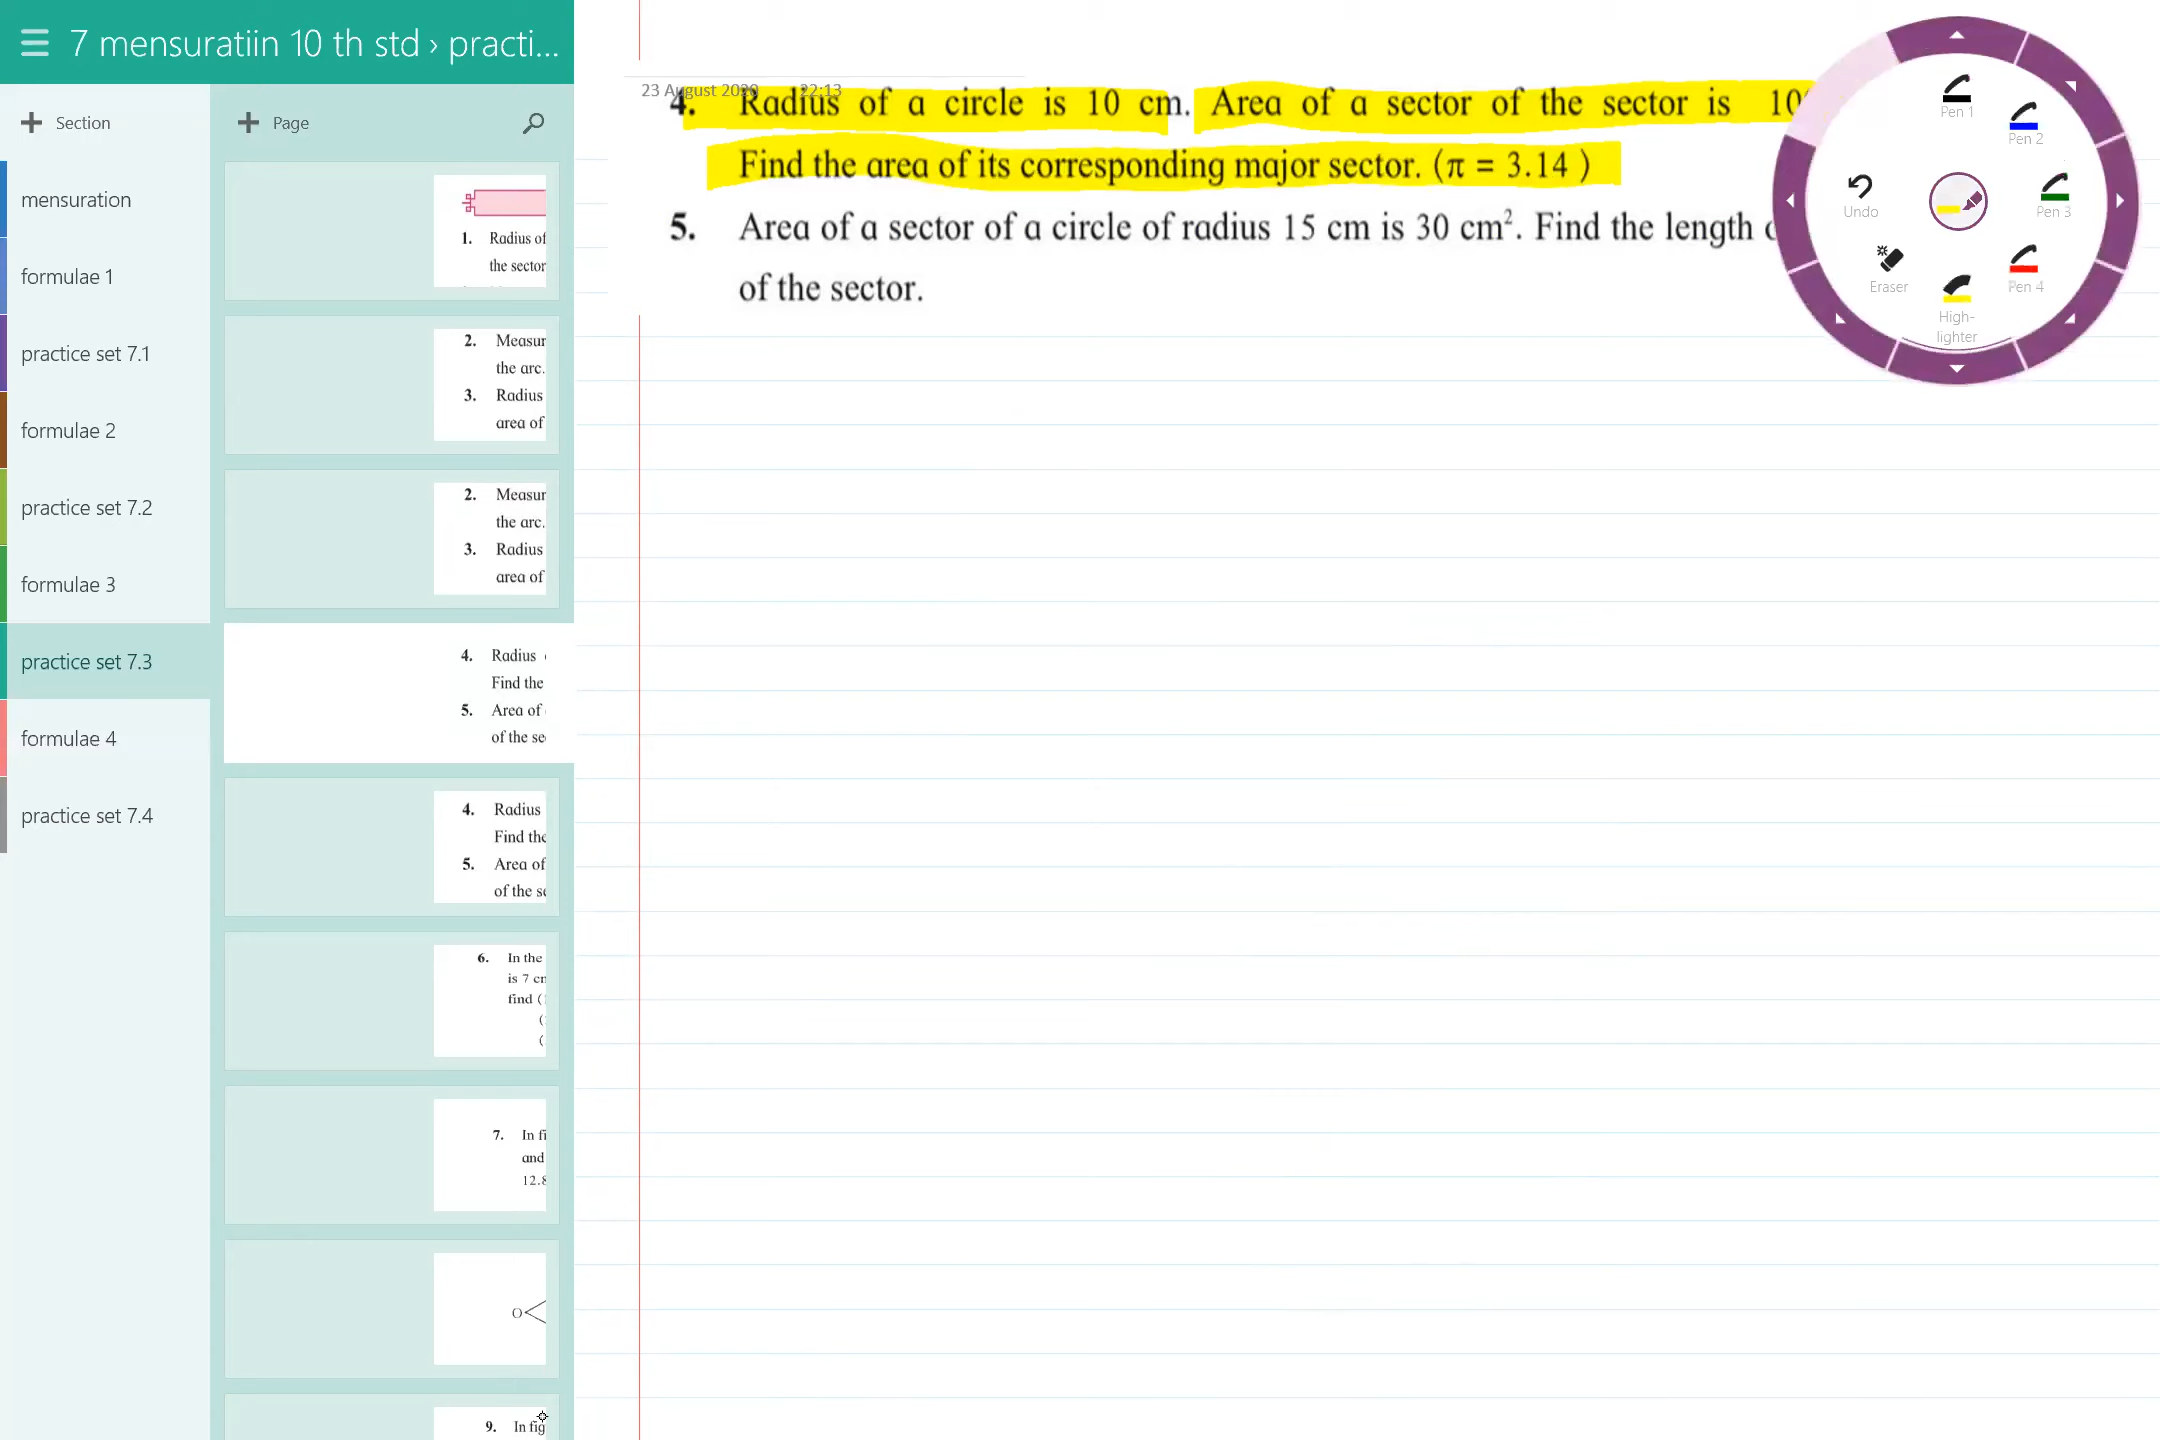 7 mensuratiin 10 th std › practi...
Section
mensuration
formulae 1
practice set 7.1
formulae 2
practice set 7.2
formulae 3
practice set 7.3
formulae 4
practice set 7.4
Page
1. Radius of
the sector
2. Measur
the arc.
3. Radius
area of
2. Measur
the arc.
3. Radius
area of
4. Radius
Find the
5. Area of
of the se
4. Radius
Find the
5. Area of
of the se
6. In the
is 7 cm
find (
(
(
7. In fi
and
12.8
O
9. In fig
23 August 2020 22:13
4. Radius of a circle is 10 cm. Area of a sector of the sector is 10
Find the area of its corresponding major sector. (π = 3.14 )
5. Area of a sector of a circle of radius 15 cm is 30 cm². Find the length
of the sector.
Pen 1
Pen 2
Undo
Pen 3
Eraser
Pen 4
High-
lighter